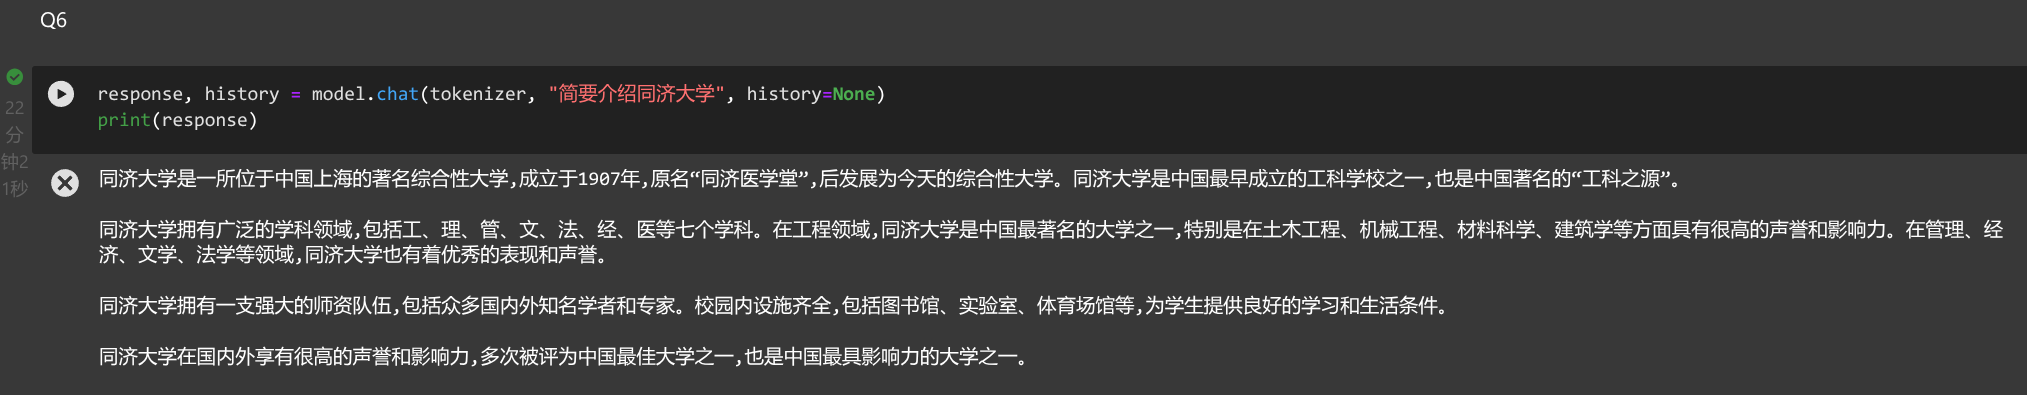 Q6
response, history = model.chat(tokenizer, "简要介绍同济大学", history=None)
print(response)
22
分
钟2
1秒
同济大学是一所位于中国上海的著名综合性大学,成立于1907年,原名“同济医学堂”,后发展为今天的综合性大学。同济大学是中国最早成立的工科学校之一,也是中国著名的“工科之源”。
同济大学拥有广泛的学科领域,包括工、理、管、文、法、经、医等七个学科。在工程领域,同济大学是中国最著名的大学之一,特别是在土木工程、机械工程、材料科学、建筑学等方面具有很高的声誉和影响力。在管理、经
济、文学、法学等领域,同济大学也有着优秀的表现和声誉。
同济大学拥有一支强大的师资队伍,包括众多国内外知名学者和专家。校园内设施齐全,包括图书馆、实验室、体育场馆等,为学生提供良好的学习和生活条件。
同济大学在国内外享有很高的声誉和影响力,多次被评为中国最佳大学之一,也是中国最具影响力的大学之一。